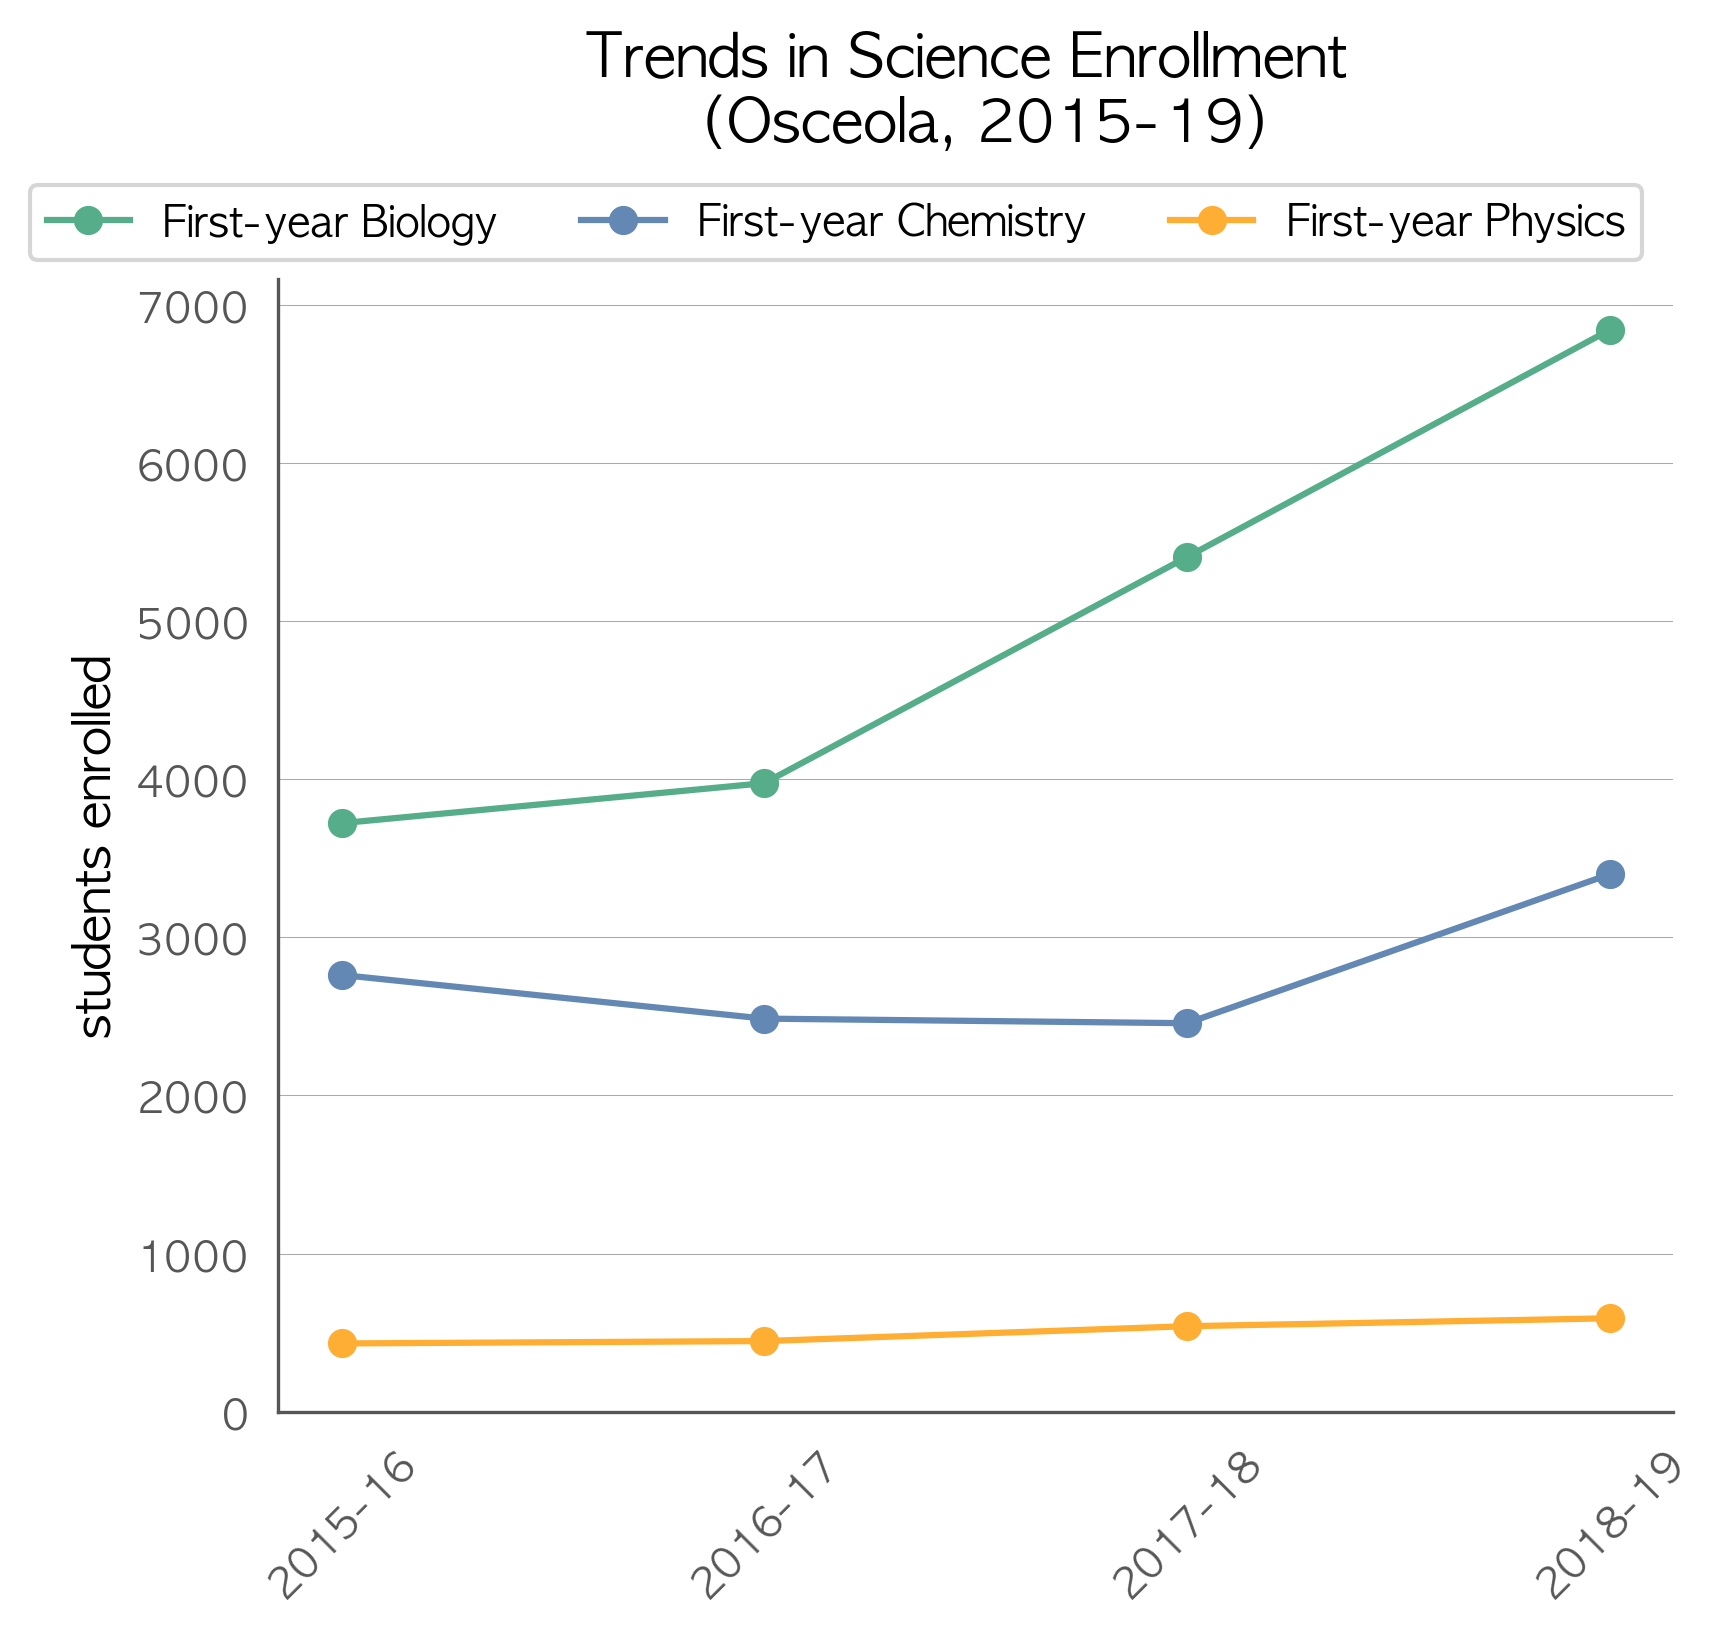 Trends in Science Enrollment
(Osceola, 2015-19)
First-year Biology First-year Chemistry First-year Physics
7000
6000
5000
4000
3000
2000
1000
0
students enrolled
2015-16 2016-17 2017-18 2018-19